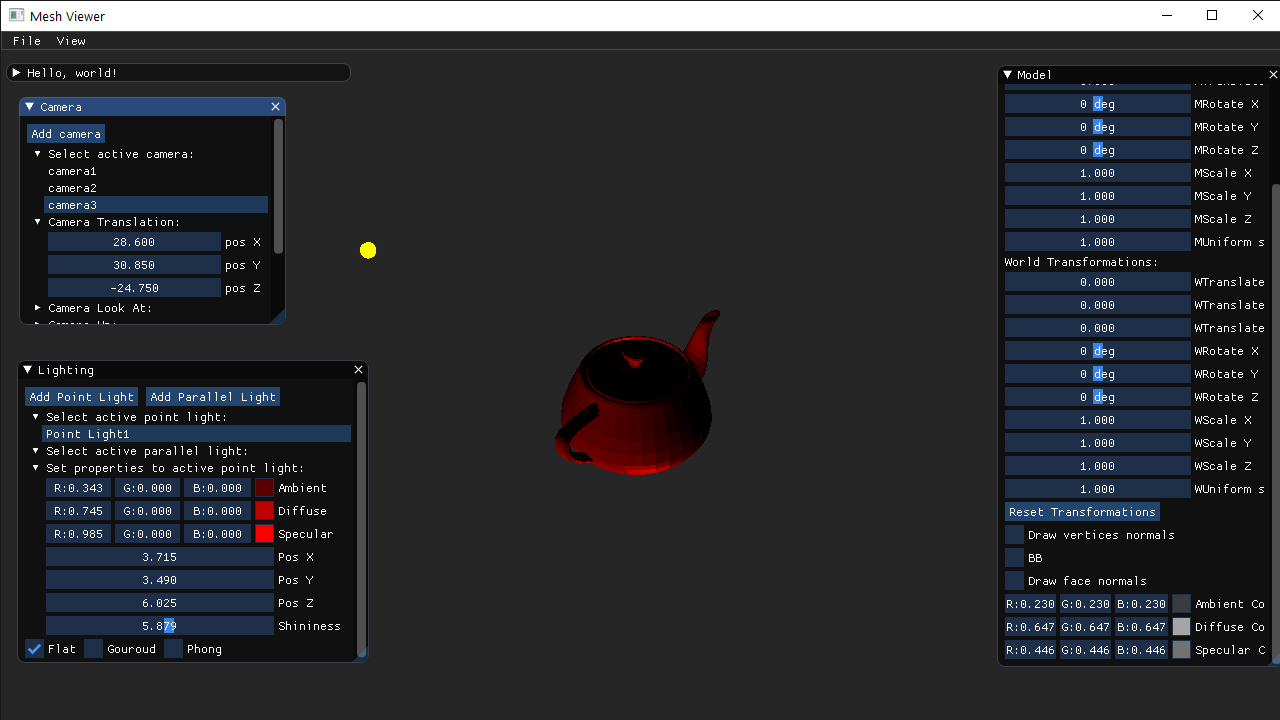 Mesh Viewer
File View
Hello, world!
Camera
Add camera
Select active camera:
camera1
camera2
camera3
Camera Translation:
28.600 pos X
30.850 pos Y
-24.750 pos Z
Camera Look At:
Lighting
Add Point Light Add Parallel Light
Select active point light:
Point Light1
Select active parallel light:
Set properties to active point light:
R:0.343 G:0.000 B:0.000 Ambient
R:0.745 G:0.000 B:0.000 Diffuse
R:0.985 G:0.000 B:0.000 Specular
3.715 Pos X
3.490 Pos Y
6.025 Pos Z
5.879 Shininess
Flat Gouroud Phong
Model
0 deg MRotate X
0 deg MRotate Y
0 deg MRotate Z
1.000 MScale X
1.000 MScale Y
1.000 MScale Z
1.000 MUniform s
World Transformations:
0.000 WTranslate
0.000 WTranslate
0.000 WTranslate
0 deg WRotate X
0 deg WRotate Y
0 deg WRotate Z
1.000 WScale X
1.000 WScale Y
1.000 WScale Z
1.000 WUniform s
Reset Transformations
Draw vertices normals
BB
Draw face normals
R:0.230 G:0.230 B:0.230 Ambient Co
R:0.647 G:0.647 B:0.647 Diffuse Co
R:0.446 G:0.446 B:0.446 Specular C